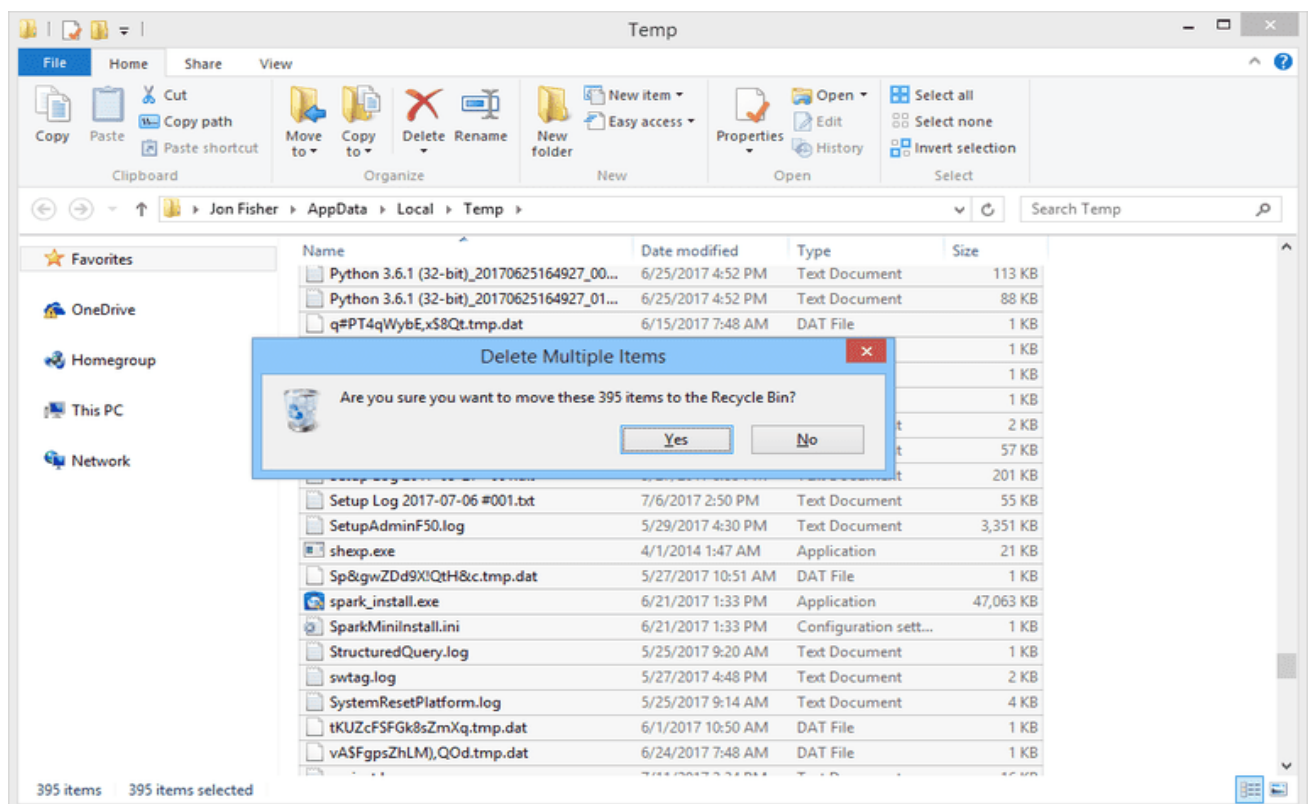 Temp
File Home Share View
Copy Paste Cut Copy path Paste shortcut
Move to Copy to Delete Rename
New folder New item Easy access
Properties Open Edit History
Select all Select none Invert selection
Clipboard Organize New Open Select
Jon Fisher AppData Local Temp Search Temp
Favorites
OneDrive
Homegroup
This PC
Network
Name Date modified Type Size
Python 3.6.1 (32-bit)_20170625164927_00... 6/25/2017 4:52 PM Text Document 113 KB
Python 3.6.1 (32-bit)_20170625164927_01... 6/25/2017 4:52 PM Text Document 88 KB
q#PT4qWybE,x$8Qt.tmp.dat 6/15/2017 7:48 AM DAT File 1 KB
1 KB
1 KB
1 KB
2 KB
57 KB
201 KB
Delete Multiple Items
Are you sure you want to move these 395 items to the Recycle Bin?
Yes No
Setup Log 2017-07-06 #001.txt 7/6/2017 2:50 PM Text Document 55 KB
SetupAdminF50.log 5/29/2017 4:30 PM Text Document 3,351 KB
shexp.exe 4/1/2014 1:47 AM Application 21 KB
Sp&gwZDd9X!QtH&c.tmp.dat 5/27/2017 10:51 AM DAT File 1 KB
spark_install.exe 6/21/2017 1:33 PM Application 47,063 KB
SparkMiniInstall.ini 6/21/2017 1:33 PM Configuration sett... 1 KB
StructuredQuery.log 5/25/2017 9:20 AM Text Document 1 KB
swtag.log 5/27/2017 4:48 PM Text Document 2 KB
SystemResetPlatform.log 5/25/2017 9:14 AM Text Document 4 KB
tKUZcFSFGk8sZmXq.tmp.dat 6/1/2017 10:50 AM DAT File 1 KB
vA$FgpsZhLM),QOd.tmp.dat 6/24/2017 7:48 AM DAT File 1 KB
395 items 395 items selected